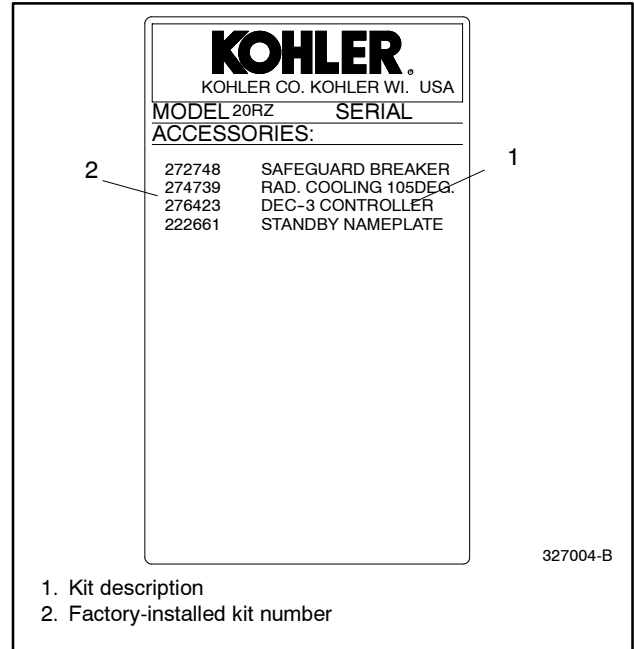 KOHLER®
KOHLER CO. KOHLER WI. USA
MODEL 20RZ SERIAL
ACCESSORIES:
272748 SAFEGUARD BREAKER
274739 RAD. COOLING 105DEG.
276423 DEC-3 CONTROLLER
222661 STANDBY NAMEPLATE
2
1
327004-B
1. Kit description
2. Factory-installed kit number